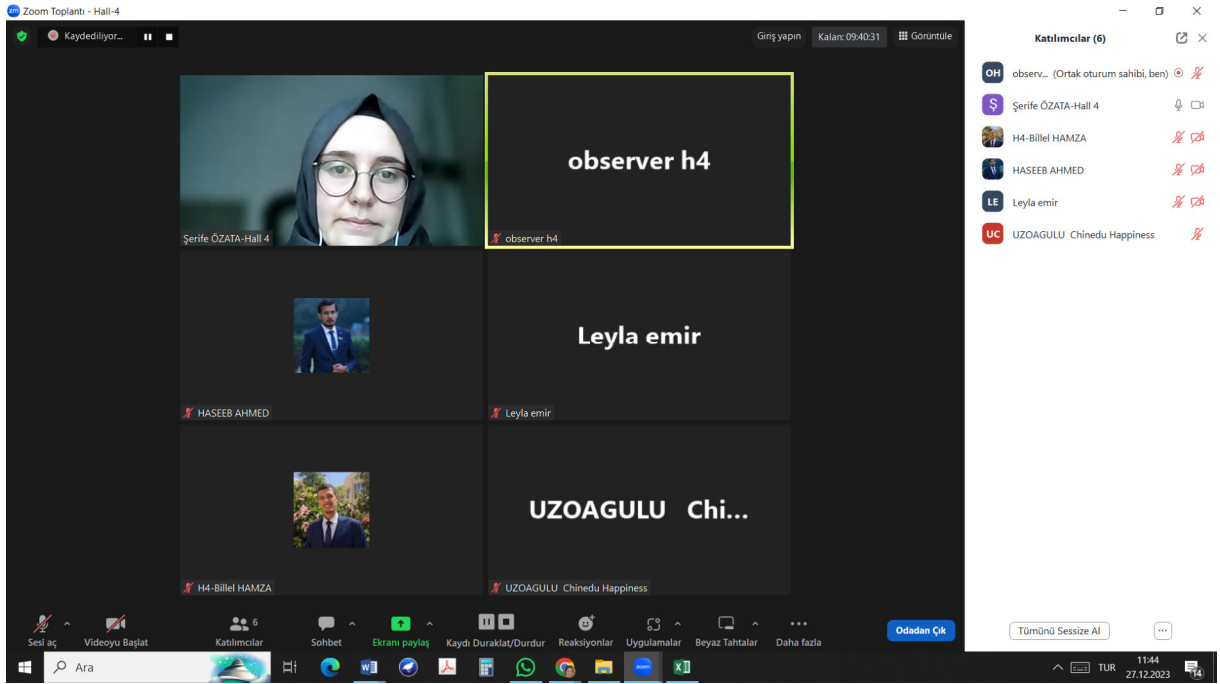 Zoom Toplantı - Hall-4
Kaydediliyor...
Giriş yapın
Kalan: 09:40:31
Görüntüle
Katılımcılar (6)
OH observ... (Ortak oturum sahibi, ben)
Ş Şerife ÖZATA-Hall 4
H4-Billel HAMZA
HASEEB AHMED
LE Leyla emir
UC UZOAGULU Chinedu Happiness
Şerife ÖZATA-Hall 4
observer h4
observer h4
HASEEB AHMED
Leyla emir
Leyla emir
H4-Billel HAMZA
UZOAGULU Chi...
UZOAGULU Chinedu Happiness
Sesi aç
Videoyu Başlat
6
Katılımcılar
Sohbet
Ekranı paylaş
Kaydı Duraklat/Durdur
Reaksiyonlar
Uygulamalar
Beyaz Tahtalar
Daha fazla
Odadan Çık
Tümünü Sessize Al
Ara
TUR
11:44
27.12.2023
14